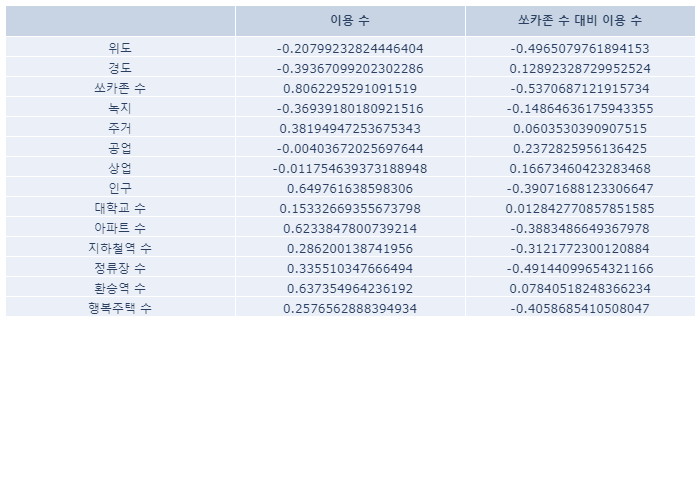 이용 수 쏘카존 수 대비 이용 수
위도 -0.20799232824446404 -0.4965079761894153
경도 -0.39367099202302286 0.12892328729952524
쏘카존 수 0.8062295291091519 -0.5370687121915734
녹지 -0.36939180180921516 -0.14864636175943355
주거 0.38194947253675343 0.0603530390907515
공업 -0.00403672025697644 0.2372825956136425
상업 -0.011754639373188948 0.16673460423283468
인구 0.649761638598306 -0.39071688123306647
대학교 수 0.15332669355673798 0.012842770857851585
아파트 수 0.6233847800739214 -0.3883486649367978
지하철역 수 0.286200138741956 -0.3121772300120884
정류장 수 0.335510347666494 -0.49144099654321166
환승역 수 0.637354964236192 0.07840518248366234
행복주택 수 0.2576562888394934 -0.4058685410508047